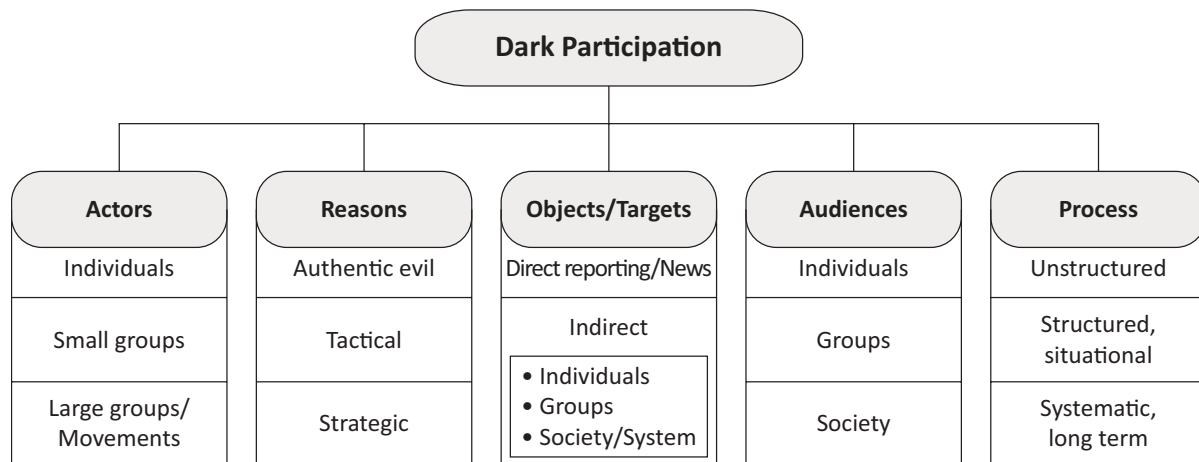 Dark Participation
Actors
Individuals
Small groups
Large groups/
Movements
Reasons
Authentic evil
Tactical
Strategic
Objects/Targets
Direct reporting/News
Indirect
• Individuals
• Groups
• Society/System
Audiences
Individuals
Groups
Society
Process
Unstructured
Structured,
situational
Systematic,
long term